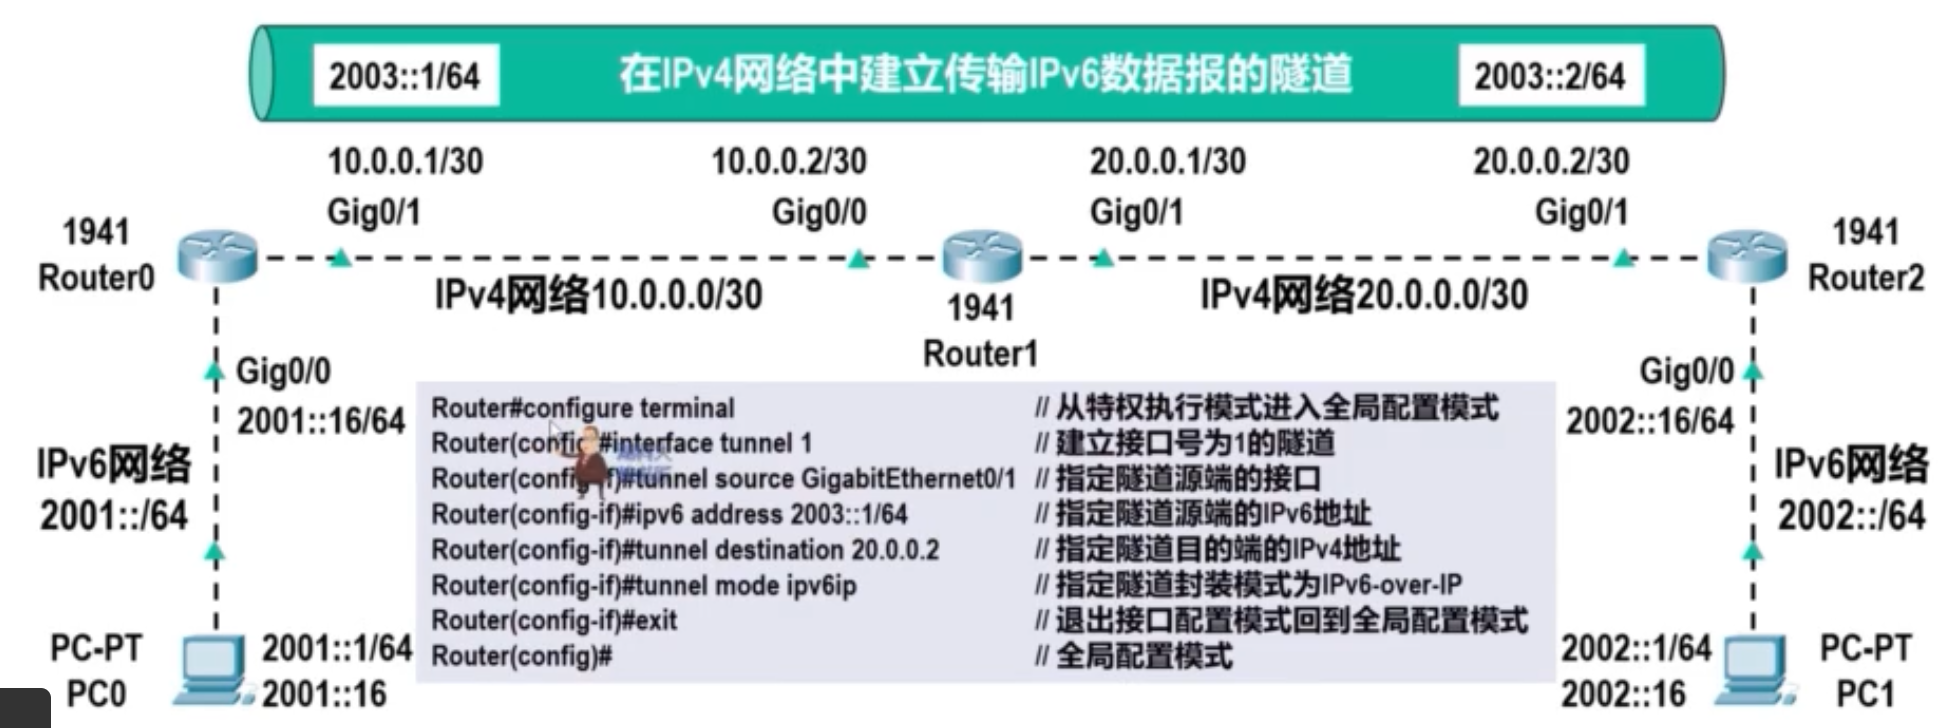 2003::1/64
在IPv4网络中建立传输IPv6数据报的隧道
2003::2/64
10.0.0.1/30
10.0.0.2/30
20.0.0.1/30
20.0.0.2/30
Gig0/1
Gig0/0
Gig0/1
Gig0/1
1941
Router0
IPv4网络10.0.0.0/30
1941
Router1
IPv4网络20.0.0.0/30
1941
Router2
Gig0/0
2001::16/64
IPv6网络
2001::/64
Gig0/0
2002::16/64
IPv6网络
2002::/64
Router#configure terminal // 从特权执行模式进入全局配置模式
Router(config)#interface tunnel 1 // 建立接口号为1的隧道
Router(config-if)#tunnel source GigabitEthernet0/1 // 指定隧道源端的接口
Router(config-if)#ipv6 address 2003::1/64 // 指定隧道源端的IPv6地址
Router(config-if)#tunnel destination 20.0.0.2 // 指定隧道目的端的IPv4地址
Router(config-if)#tunnel mode ipv6ip // 指定隧道封装模式为IPv6-over-IP
Router(config-if)#exit // 退出接口配置模式回到全局配置模式
Router(config)# // 全局配置模式
PC-PT
PC0
2001::1/64
2001::16
2002::1/64
2002::16
PC-PT
PC1